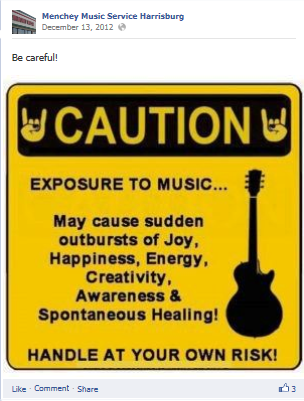 Menchey Music Service Harrisburg
December 13, 2012
Be careful!
CAUTION
EXPOSURE TO MUSIC...
May cause sudden
outbursts of Joy,
Happiness, Energy,
Creativity,
Awareness &
Spontaneous Healing!
HANDLE AT YOUR OWN RISK!
Like · Comment · Share 3